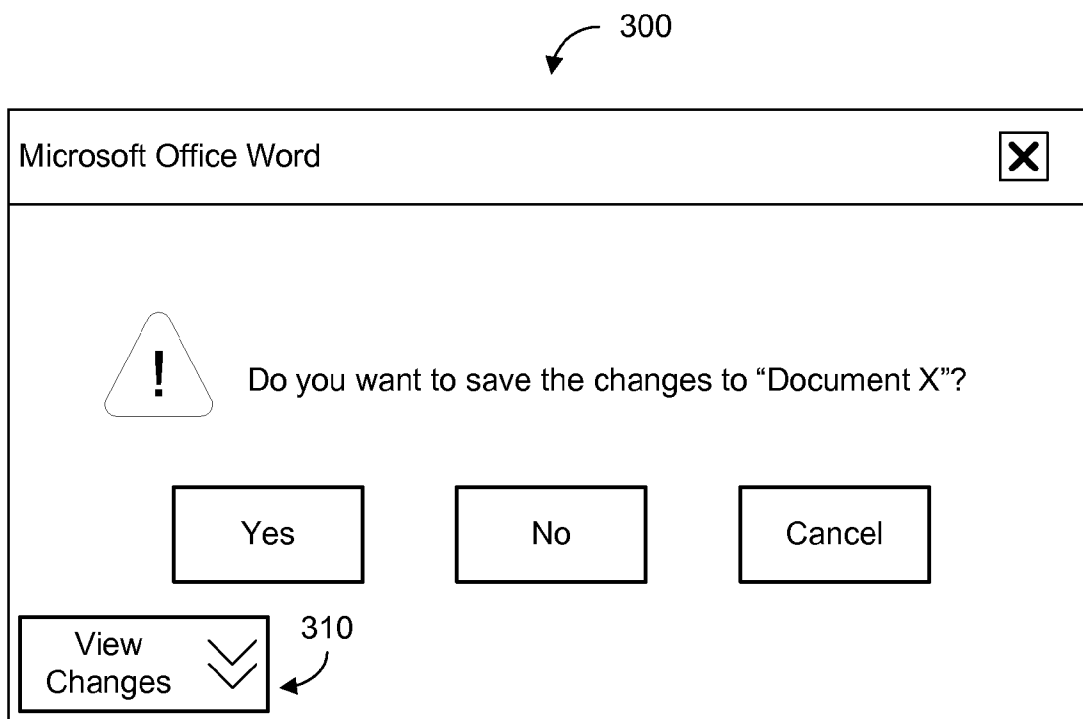 300
Microsoft Office Word
!
Do you want to save the changes to “Document X”?
Yes
No
Cancel
View
Changes
310